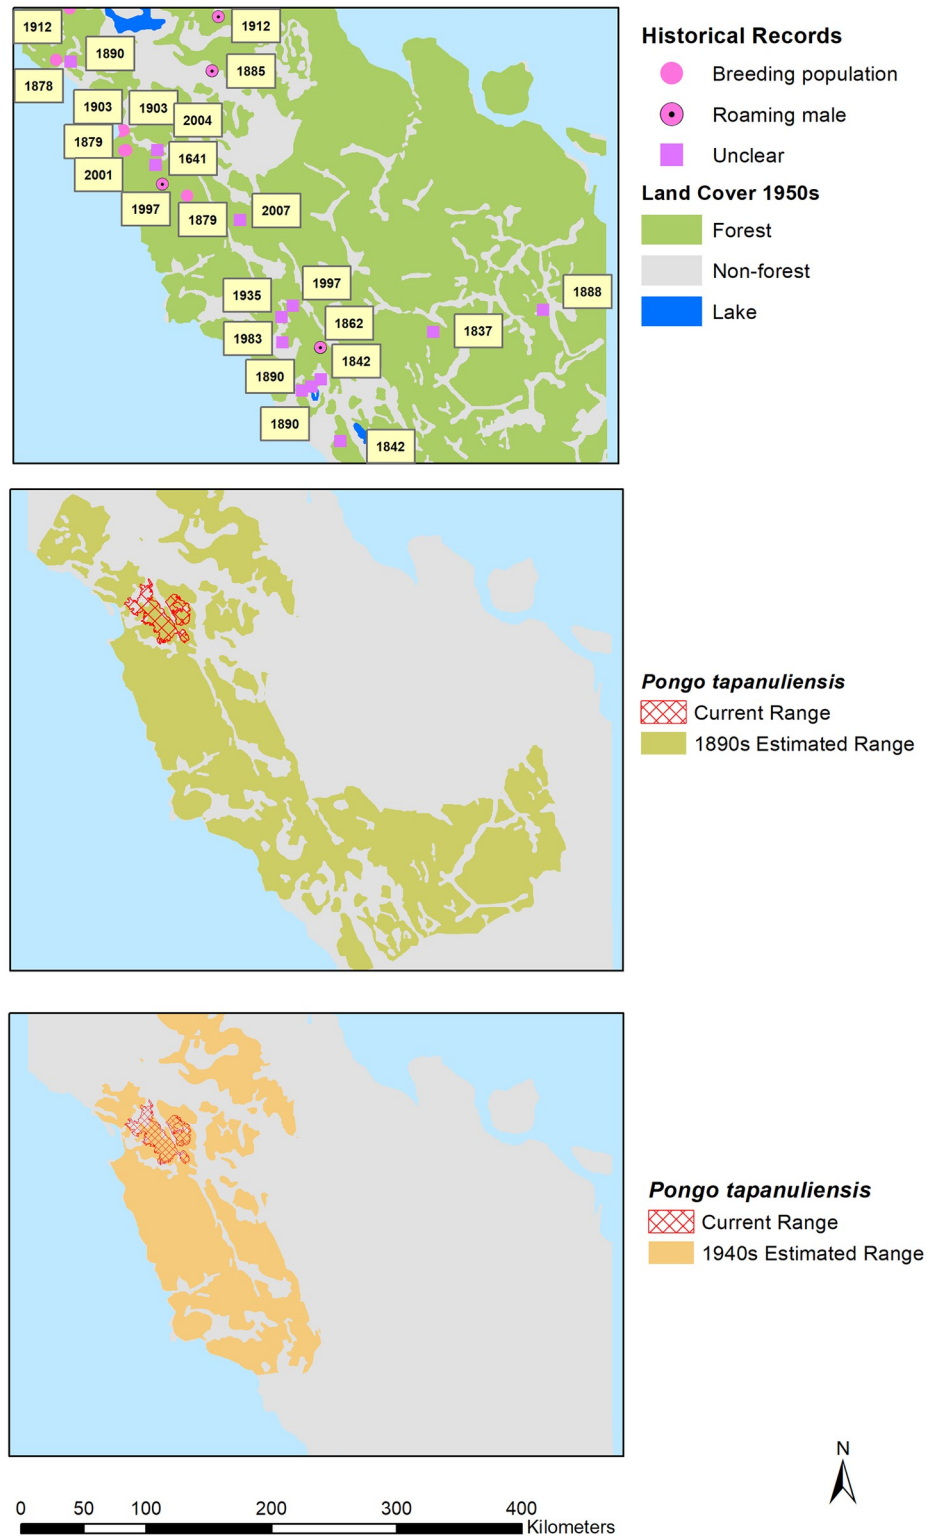 1912
1912
1890
1885
1878
1903
1903
2004
1879
1641
2001
1997
1879
2007
1935
1997
1888
1862
1983
1837
1842
1890
1890
1842
Historical Records
Breeding population
Roaming male
Unclear
Land Cover 1950s
Forest
Non-forest
Lake
Pongo tapanuliensis
Current Range
1890s Estimated Range
Pongo tapanuliensis
Current Range
1940s Estimated Range
N
0 50 100 200 300 400
Kilometers